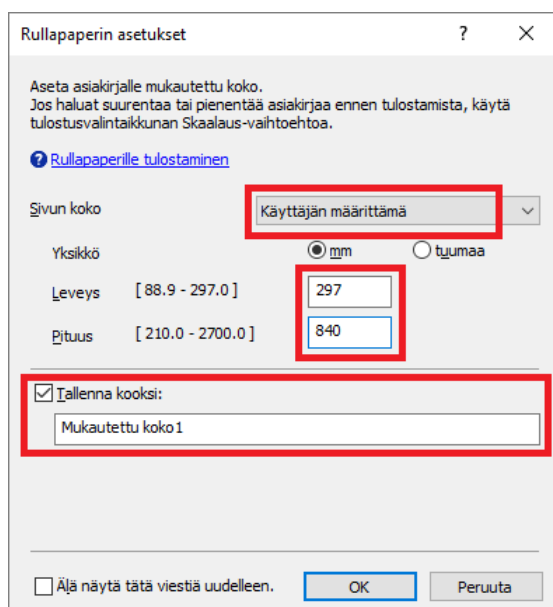 Rullapaperin asetukset ?
Aseta asiakirjalle mukautettu koko.
Jos haluat suurentaa tai pienentää asiakirjaa ennen tulostamista, käytä
tulostusvalintaikkunan Skaalaus-vaihtoehtoa.
? Rullapaperille tulostaminen
Sivun koko Käyttäjän määrittämä
Yksikkö mm tuumaa
Leveys [ 88.9 - 297.0 ] 297
Pituus [ 210.0 - 2700.0 ] 840
Tallenna kooksi:
Mukautettu koko1
Älä näytä tätä viestiä uudelleen. OK Peruuta